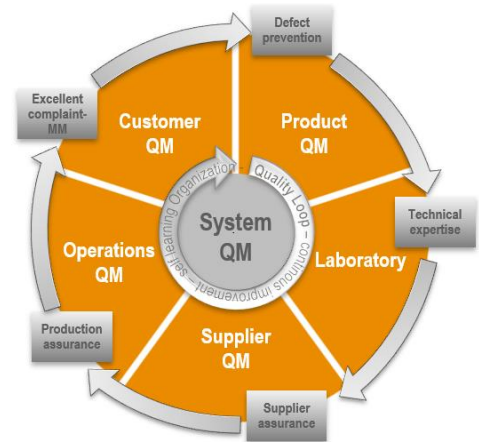 Defect
prevention
Excellent
complaint-
MM
Customer
QM
Product
QM
Quality Loop – continous improvement – self learning Organization
System
QM
Technical
expertise
Operations
QM
Laboratory
Production
assurance
Supplier
QM
Supplier
assurance